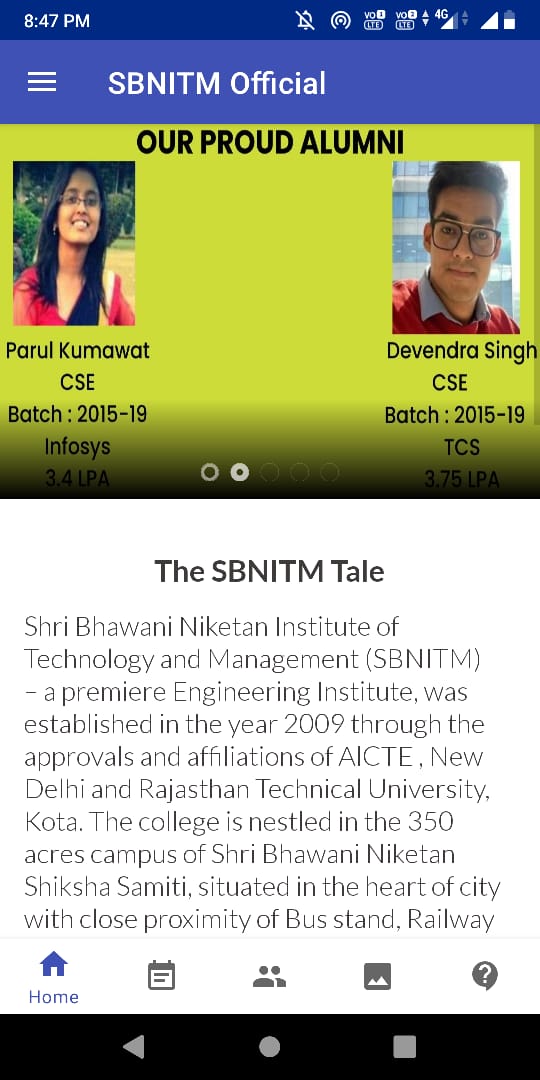 8:47 PM
VO 1 LTE
VO 2 LTE
4G
SBNITM Official
OUR PROUD ALUMNI
Parul Kumawat
CSE
Batch : 2015-19
Infosys
3.4 LPA
Devendra Singh
CSE
Batch : 2015-19
TCS
3.75 LPA
The SBNITM Tale
Shri Bhawani Niketan Institute of
Technology and Management (SBNITM)
– a premiere Engineering Institute, was
established in the year 2009 through the
approvals and affiliations of AICTE , New
Delhi and Rajasthan Technical University,
Kota. The college is nestled in the 350
acres campus of Shri Bhawani Niketan
Shiksha Samiti, situated in the heart of city
with close proximity of Bus stand, Railway
Home